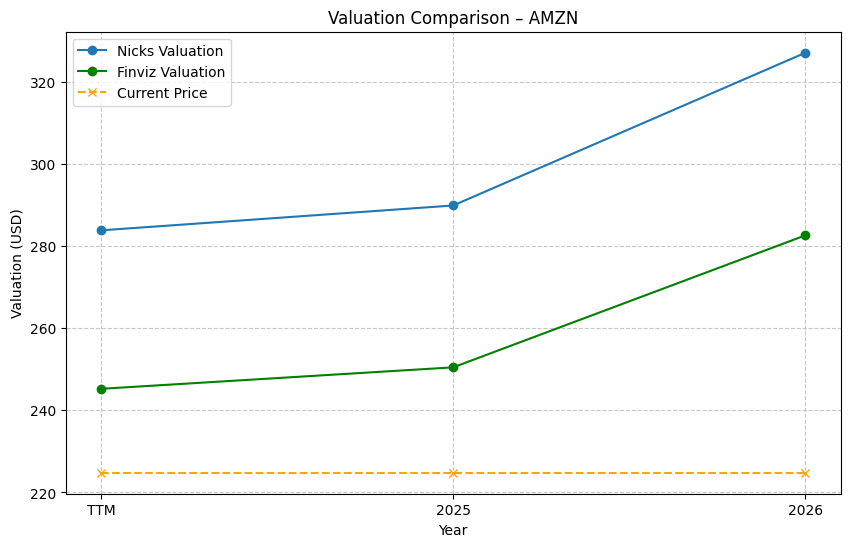 Valuation Comparison – AMZN
Nicks Valuation
Finviz Valuation
Current Price
Valuation (USD)
320
300
280
260
240
220
TTM
2025
2026
Year